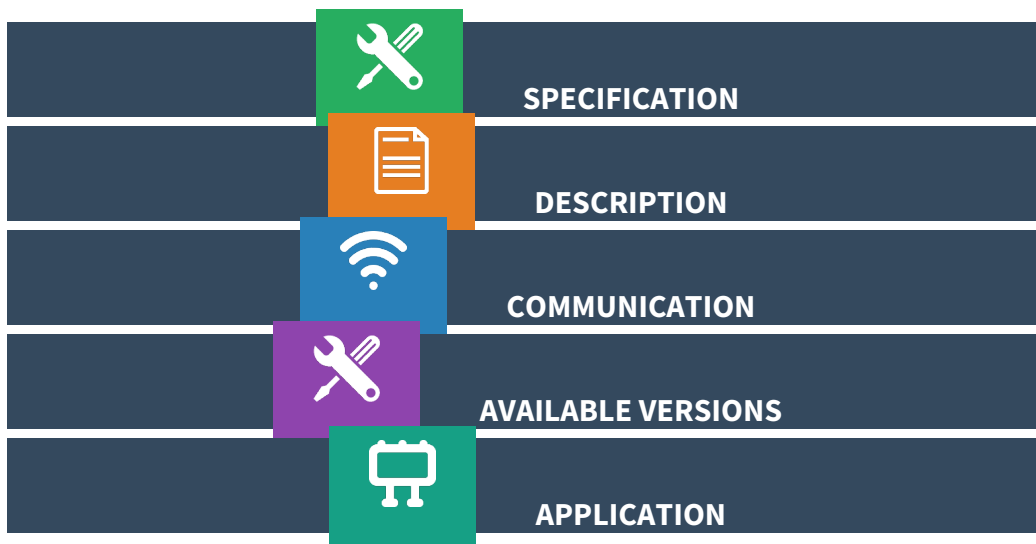 SPECIFICATION
DESCRIPTION
COMMUNICATION
AVAILABLE VERSIONS
APPLICATION